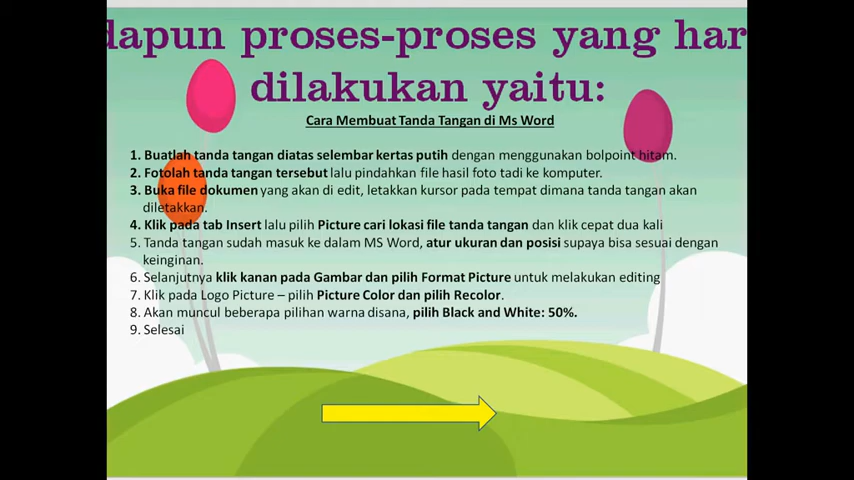 dapun proses-proses yang har
dilakukan yaitu:
Cara Membuat Tanda Tangan di Ms Word
1. Buatlah tanda tangan diatas selembar kertas putih dengan menggunakan bolpoint hitam.
2. Fotolah tanda tangan tersebut lalu pindahkan file hasil foto tadi ke komputer.
3. Buka file dokumen yang akan di edit, letakkan kursor pada tempat dimana tanda tangan akan
diletakkan.
4. Klik pada tab Insert lalu pilih Picture cari lokasi file tanda tangan dan klik cepat dua kali
5. Tanda tangan sudah masuk ke dalam MS Word, atur ukuran dan posisi supaya bisa sesuai dengan
keinginan.
6. Selanjutnya klik kanan pada Gambar dan pilih Format Picture untuk melakukan editing
7. Klik pada Logo Picture – pilih Picture Color dan pilih Recolor.
8. Akan muncul beberapa pilihan warna disana, pilih Black and White: 50%.
9. Selesai